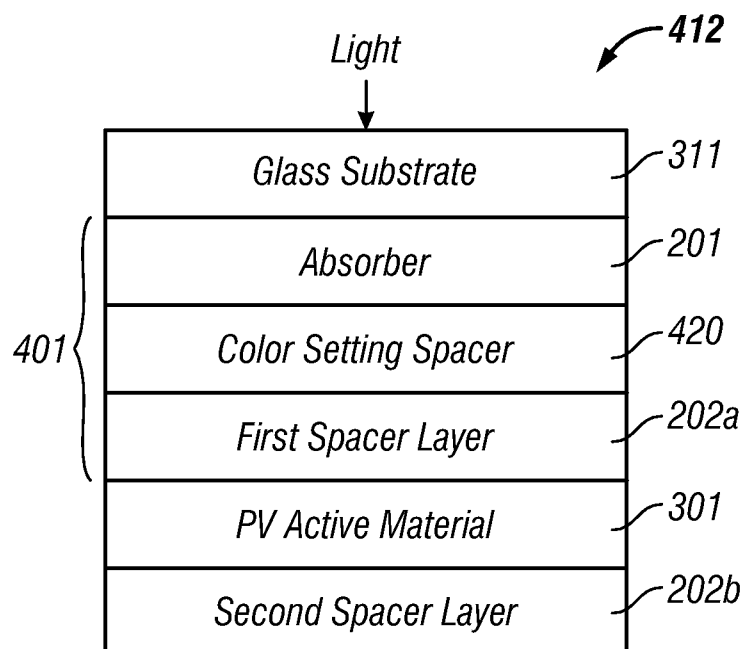 412
Light
Glass Substrate 311
Absorber 201
Color Setting Spacer 420
401
First Spacer Layer 202a
PV Active Material 301
Second Spacer Layer 202b